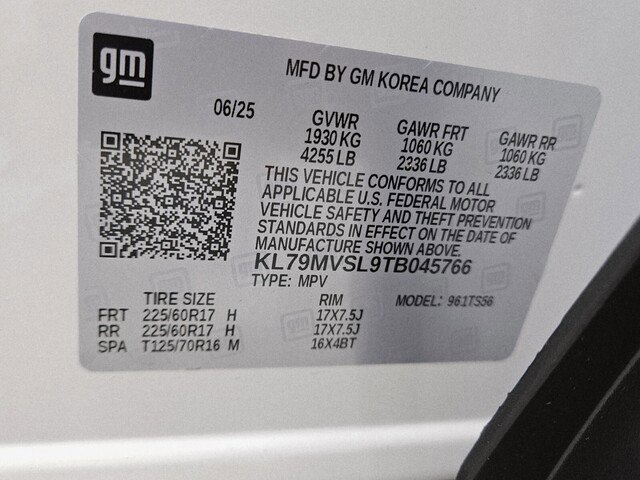 gm
MFD BY GM KOREA COMPANY
06/25
GVWR
1930 KG
4255 LB
GAWR FRT
1060 KG
2336 LB
GAWR RR
1060 KG
2336 LB
THIS VEHICLE CONFORMS TO ALL
APPLICABLE U.S. FEDERAL MOTOR
VEHICLE SAFETY AND THEFT PREVENTION
STANDARDS IN EFFECT ON THE DATE OF
MANUFACTURE SHOWN ABOVE.
KL79MVSL9TB045766
TYPE: MPV
MODEL: 961TS56
TIRE SIZE RIM
FRT 225/60R17 H 17X7.5J
RR 225/60R17 H 17X7.5J
SPA T125/70R16 M 16X4BT